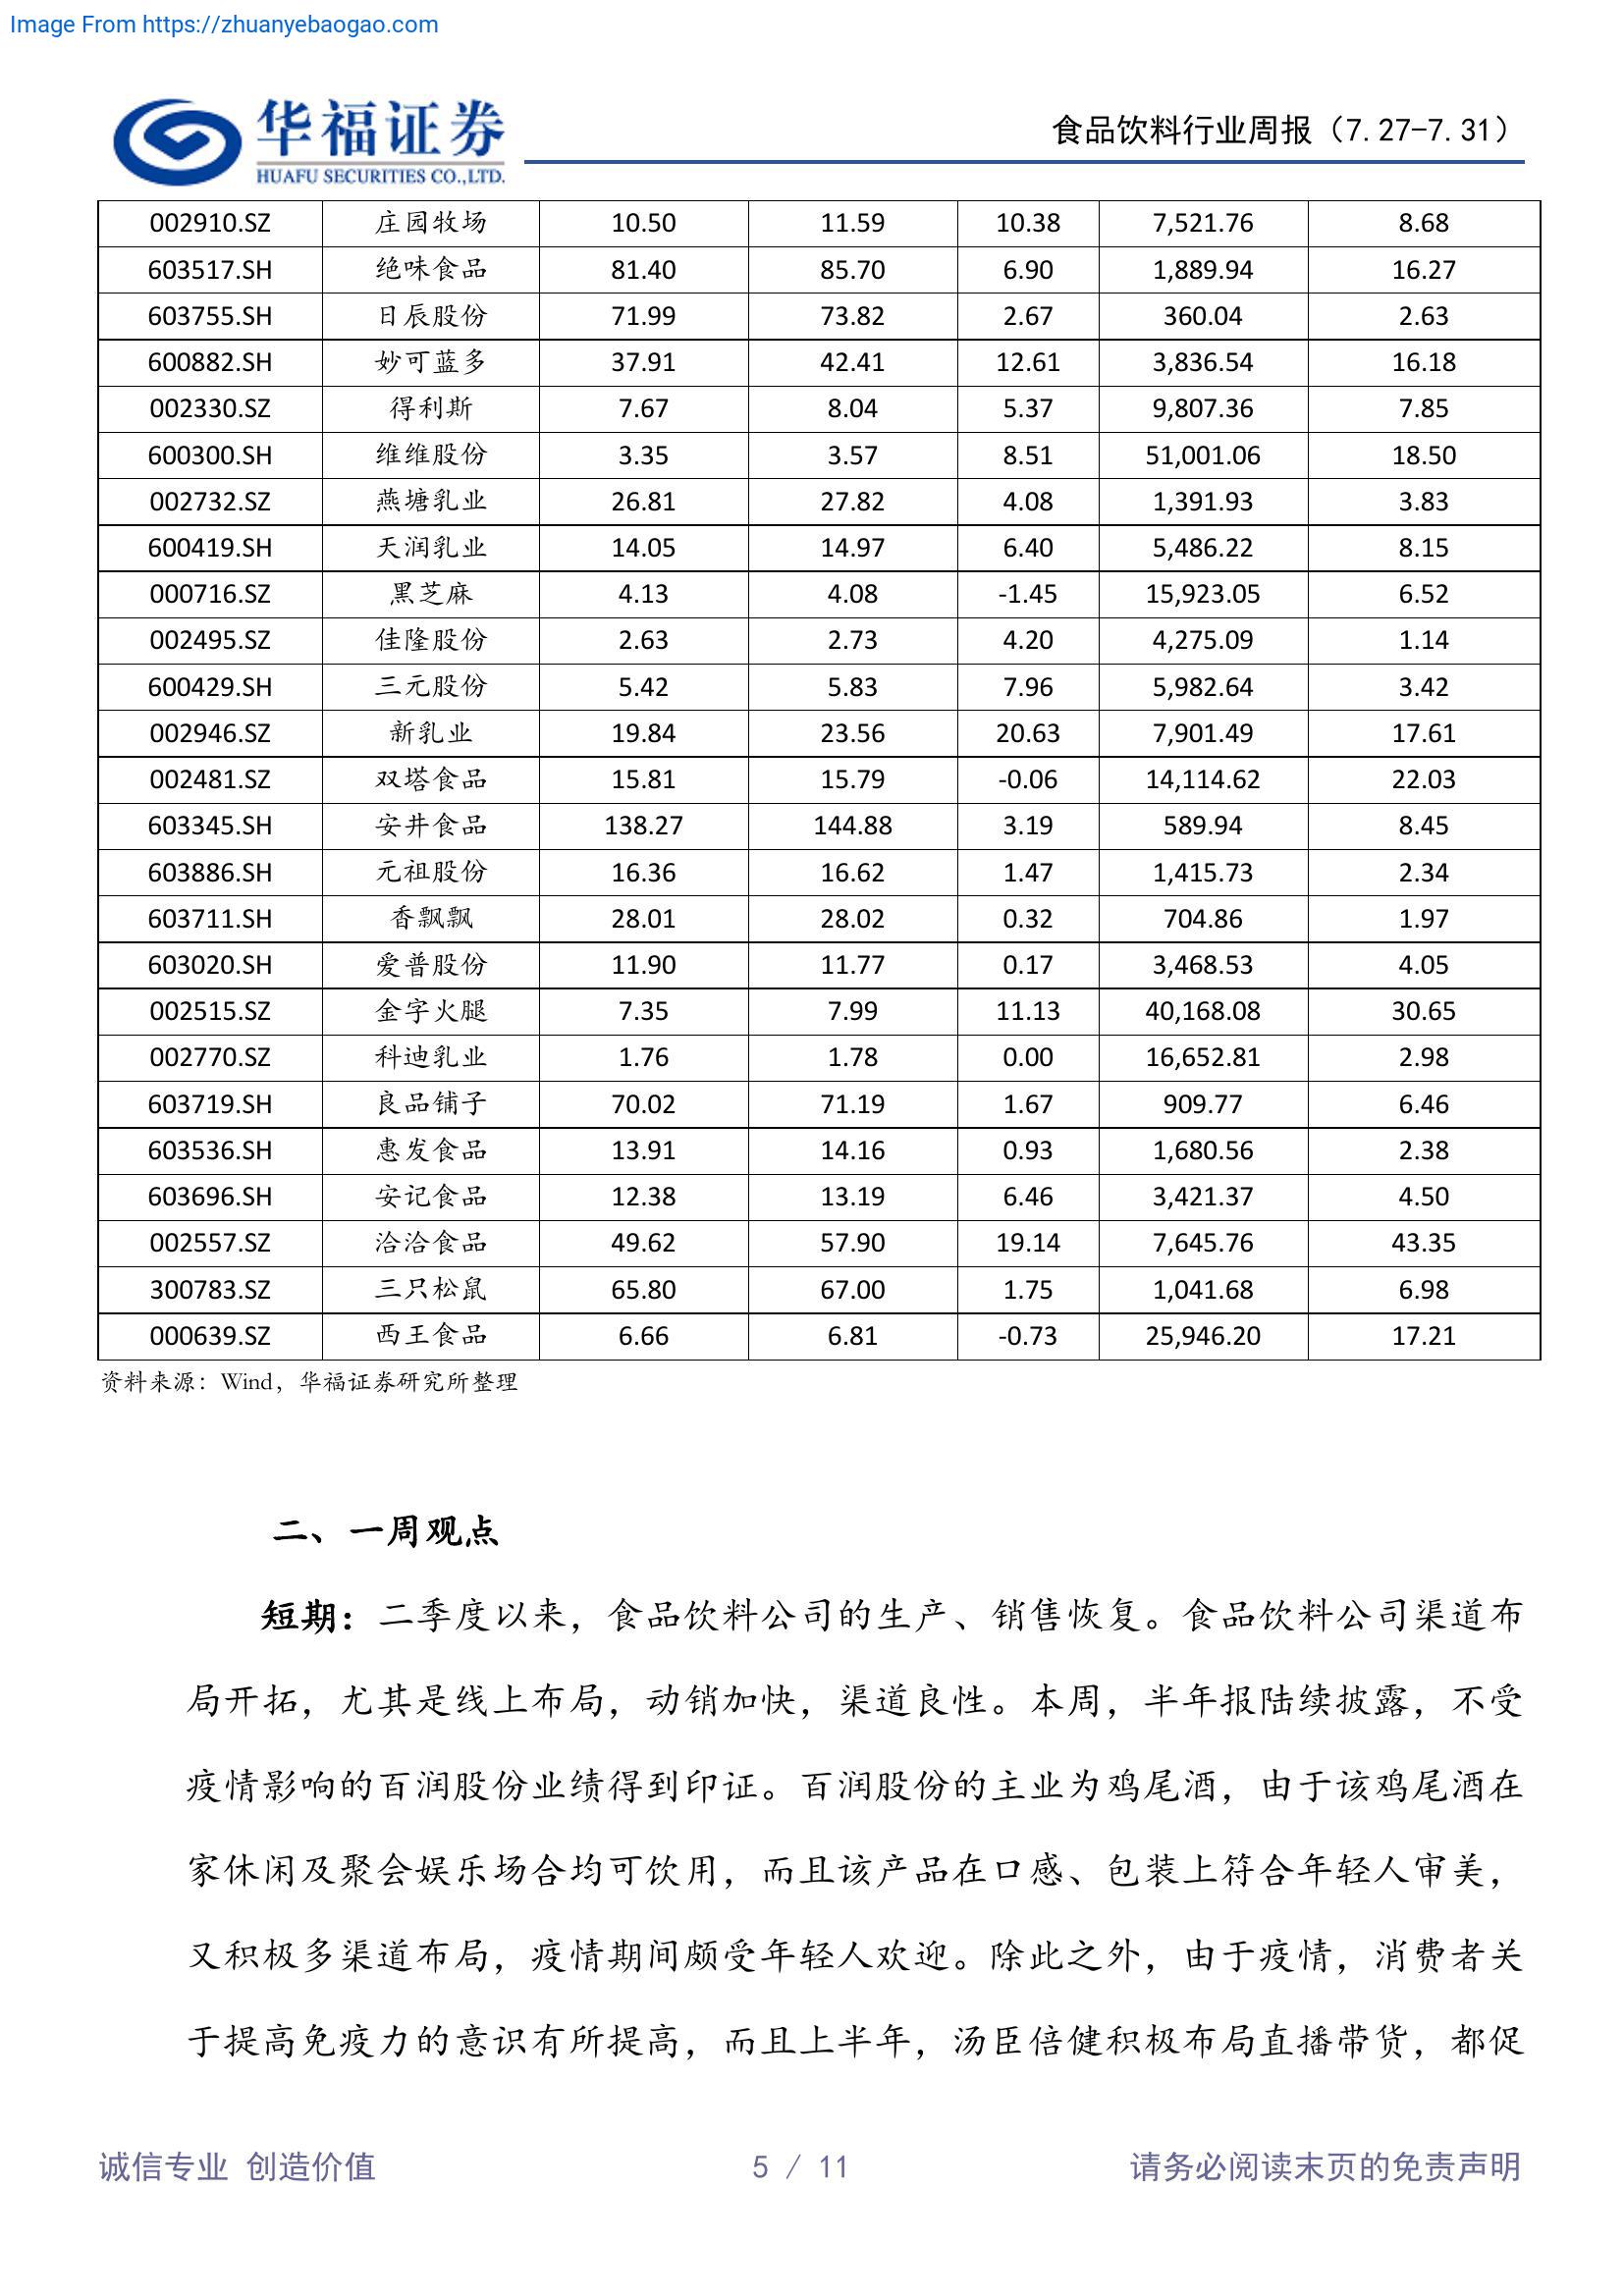 Image From https://zhuanyebaogao.com
华福证券
HUAFU SECURITIES CO.,LTD.
食品饮料行业周报（7.27-7.31）
002910.SZ 庄园牧场 10.50 11.59 10.38 7,521.76 8.68
603517.SH 绝味食品 81.40 85.70 6.90 1,889.94 16.27
603755.SH 日辰股份 71.99 73.82 2.67 360.04 2.63
600882.SH 妙可蓝多 37.91 42.41 12.61 3,836.54 16.18
002330.SZ 得利斯 7.67 8.04 5.37 9,807.36 7.85
600300.SH 维维股份 3.35 3.57 8.51 51,001.06 18.50
002732.SZ 燕塘乳业 26.81 27.82 4.08 1,391.93 3.83
600419.SH 天润乳业 14.05 14.97 6.40 5,486.22 8.15
000716.SZ 黑芝麻 4.13 4.08 -1.45 15,923.05 6.52
002495.SZ 佳隆股份 2.63 2.73 4.20 4,275.09 1.14
600429.SH 三元股份 5.42 5.83 7.96 5,982.64 3.42
002946.SZ 新乳业 19.84 23.56 20.63 7,901.49 17.61
002481.SZ 双塔食品 15.81 15.79 -0.06 14,114.62 22.03
603345.SH 安井食品 138.27 144.88 3.19 589.94 8.45
603886.SH 元祖股份 16.36 16.62 1.47 1,415.73 2.34
603711.SH 香飘飘 28.01 28.02 0.32 704.86 1.97
603020.SH 爱普股份 11.90 11.77 0.17 3,468.53 4.05
002515.SZ 金字火腿 7.35 7.99 11.13 40,168.08 30.65
002770.SZ 科迪乳业 1.76 1.78 0.00 16,652.81 2.98
603719.SH 良品铺子 70.02 71.19 1.67 909.77 6.46
603536.SH 惠发食品 13.91 14.16 0.93 1,680.56 2.38
603696.SH 安记食品 12.38 13.19 6.46 3,421.37 4.50
002557.SZ 洽洽食品 49.62 57.90 19.14 7,645.76 43.35
300783.SZ 三只松鼠 65.80 67.00 1.75 1,041.68 6.98
000639.SZ 西王食品 6.66 6.81 -0.73 25,946.20 17.21
资料来源：Wind，华福证券研究所整理
二、一周观点
短期：二季度以来，食品饮料公司的生产、销售恢复。食品饮料公司渠道布
局开拓，尤其是线上布局，动销加快，渠道良性。本周，半年报陆续披露，不受
疫情影响的百润股份业绩得到印证。百润股份的主业为鸡尾酒，由于该鸡尾酒在
家休闲及聚会娱乐场合均可饮用，而且该产品在口感、包装上符合年轻人审美，
又积极多渠道布局，疫情期间颇受年轻人欢迎。除此之外，由于疫情，消费者关
于提高免疫力的意识有所提高，而且上半年，汤臣倍健积极布局直播带货，都促
诚信专业 创造价值
5 / 11
请务必阅读末页的免责声明